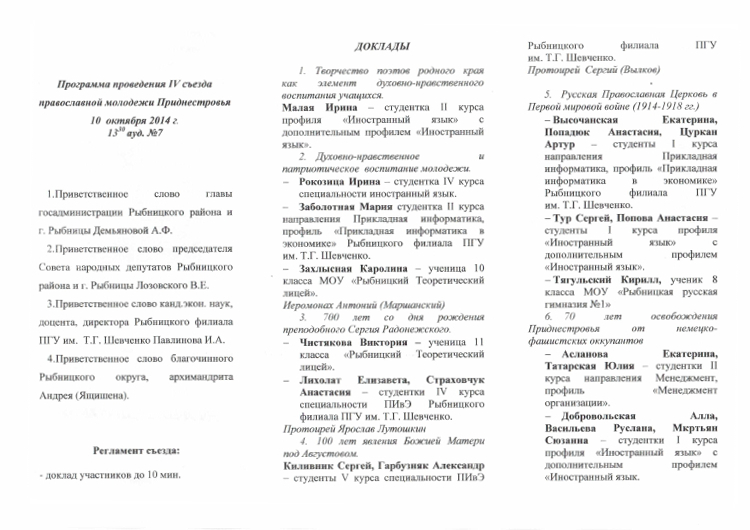 Программа проведения IV съезда
православной молодежи Приднестровья
10 октября 2014 г.
13³⁰ ауд. №7
1.Приветственное слово главы
госадминистрации Рыбницкого района и
г. Рыбницы Демьяновой А.Ф.
2.Приветственное слово председателя
Совета народных депутатов Рыбницкого
района и г. Рыбницы Лозовского В.Е.
3.Приветственное слово канд.экон. наук,
доцента, директора Рыбницкого филиала
ПГУ им. Т.Г. Шевченко Павлинова И.А.
4.Приветственное слово благочинного
Рыбницкого округа, архимандрита
Андрея (Ящишена).
Регламент съезда:
- доклад участников до 10 мин.
ДОКЛАДЫ
1. Творчество поэтов родного края
как элемент духовно-нравственного
воспитания учащихся.
Малая Ирина – студентка II курса
профиля «Иностранный язык» с
дополнительным профилем «Иностранный
язык».
2. Духовно-нравственное и
патриотическое воспитание молодежи.
– Рокозица Ирина – студентка IV курса
специальности иностранный язык.
– Заболотная Мария студентка II курса
направления Прикладная информатика,
профиль «Прикладная информатика в
экономике» Рыбницкого филиала ПГУ
им. Т.Г. Шевченко.
– Захлысная Каролина – ученица 10
класса МОУ «Рыбницкий Теоретический
лицей».
Иеромонах Антоний (Маршанский)
3. 700 лет со дня рождения
преподобного Сергия Радонежского.
– Чистякова Виктория – ученица 11
класса «Рыбницкий Теоретический
лицей».
– Лихолат Елизавета, Страховчук
Анастасия – студентки IV курса
специальности ПИвЭ Рыбницкого
филиала ПГУ им. Т.Г. Шевченко.
Протоиерей Ярослав Лутошкин
4. 100 лет явления Божией Матери
под Августовом.
Киливник Сергей, Гарбузняк Александр
– студенты V курса специальности ПИвЭ
Рыбницкого филиала ПГУ
им. Т.Г. Шевченко.
Протоирей Сергий (Вылков)
5. Русская Православная Церковь в
Первой мировой войне (1914-1918 гг.)
– Высочанская Екатерина,
Попадюк Анастасия, Цуркан
Артур – студенты I курса
направления Прикладная
информатика, профиль «Прикладная
информатика в экономике»
Рыбницкого филиала ПГУ
им. Т.Г. Шевченко.
– Тур Сергей, Попова Анастасия –
студенты I курса профиля
«Иностранный язык» с
дополнительным профилем
«Иностранный язык».
– Тягульский Кирилл, ученик 8
класса МОУ «Рыбницкая русская
гимназия №1»
6. 70 лет освобождения
Приднестровья от немецко-
фашистских оккупантов
– Асланова Екатерина,
Татарская Юлия – студентки II
курса направления Менеджмент,
профиль «Менеджмент
организации».
– Добровольская Алла,
Васильева Руслана, Мкртьян
Сюзанна – студентки I курса
профиля «Иностранный язык» с
дополнительным профилем
«Иностранный язык.